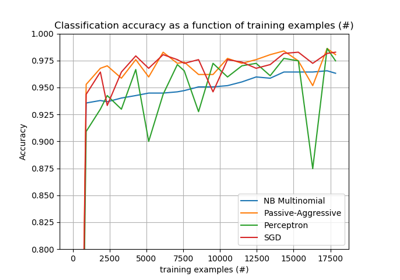 Classification accuracy as a function of training examples (#)
1.000
0.975
0.950
0.925
0.900
0.875
0.850
0.825
0.800
Accuracy
NB Multinomial
Passive-Aggressive
Perceptron
SGD
0 2500 5000 7500 10000 12500 15000 17500
training examples (#)